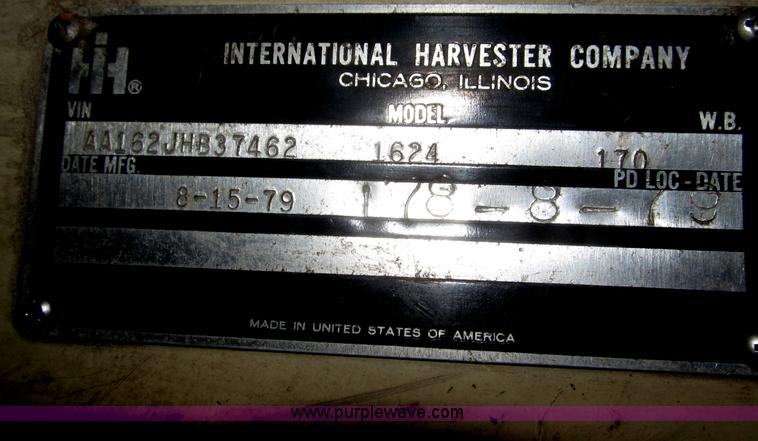 IH® INTERNATIONAL HARVESTER COMPANY
CHICAGO, ILLINOIS
VIN MODEL W.B.
AA162JHB37462 1624 170
DATE MFG. PD LOC-DATE
8-15-79 178-8-79
MADE IN UNITED STATES OF AMERICA
www.purplewave.com